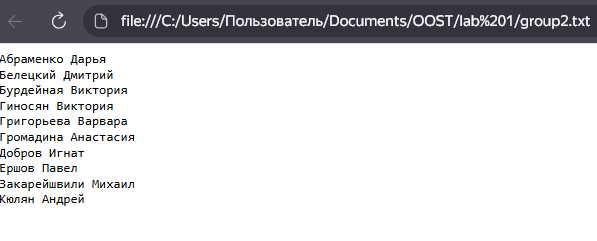 file:///C:/Users/Пользователь/Documents/OOST/lab%201/group2.txt
Абраменко Дарья
Белецкий Дмитрий
Бурдейная Виктория
Гиносян Виктория
Григорьева Варвара
Громадина Анастасия
Добров Игнат
Ершов Павел
Закарейшвили Михаил
Кюлян Андрей